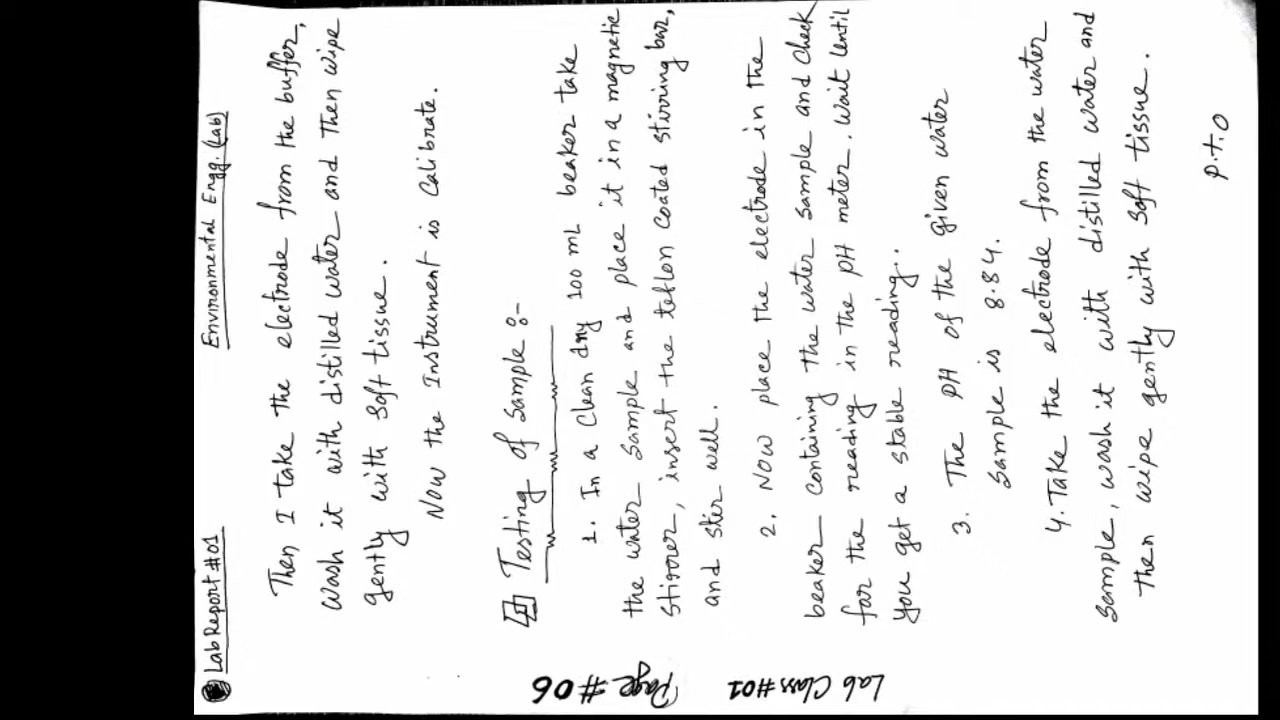 Lab Report #01 Environmental Engg. (Lab)
Then I take the electrode from the buffer,
wash it with distilled water and then wipe
gently with soft tissue.
Now the Instrument is Calibrate.
Testing of Sample :-
1. In a Clean dry 100 mL beaker take
the water sample and place it in a magnetic
stirrer, insert the teflon coated stirring bar,
and stir well.
2. Now place the electrode in the
beaker containing the water sample and check
for the reading in the pH meter. Wait until
you get a stable reading..
3. The pH of the given water
sample is 8.84.
4. Take the electrode from the water
sample, wash it with distilled water and
then wipe gently with soft tissue.
P.t.O
Page #06
Lab Class #01